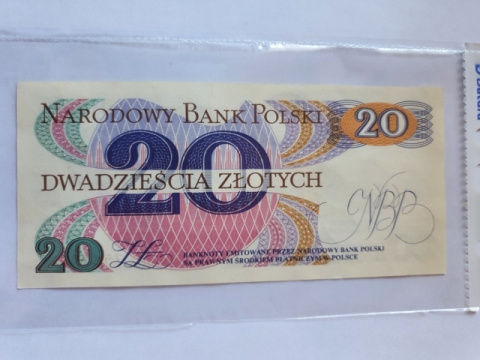 NARODOWY BANK POLSKI
20
20
DWADZIEŚCIA ZŁOTYCH
NBP
20
ZŁ
BANKNOTY EMITOWANE PRZEZ NARODOWY BANK POLSKI
SĄ PRAWNYM ŚRODKIEM PŁATNICZYM W POLSCE